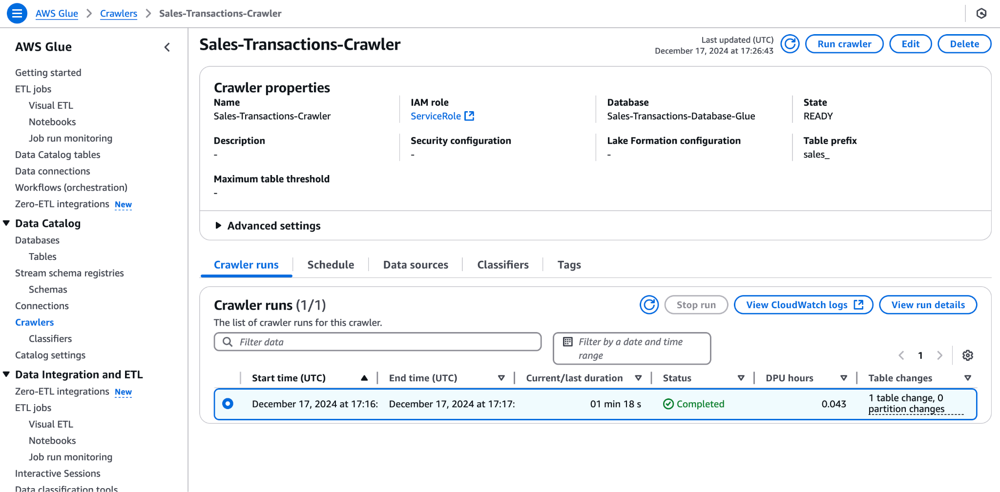 AWS Glue > Crawlers > Sales-Transactions-Crawler
AWS Glue
Getting started
ETL jobs
Visual ETL
Notebooks
Job run monitoring
Data Catalog tables
Data connections
Workflows (orchestration)
Zero-ETL integrations New
Data Catalog
Databases
Tables
Stream schema registries
Schemas
Connections
Crawlers
Classifiers
Catalog settings
Data Integration and ETL
Zero-ETL integrations New
ETL jobs
Visual ETL
Notebooks
Job run monitoring
Interactive Sessions
Data classification tools
Sales-Transactions-Crawler
Last updated (UTC)
December 17, 2024 at 17:26:43
Run crawler
Edit
Delete
Crawler properties
Name
Sales-Transactions-Crawler
IAM role
ServiceRole
Database
Sales-Transactions-Database-Glue
State
READY
Description
-
Security configuration
-
Lake Formation configuration
-
Table prefix
sales_
Maximum table threshold
-
Advanced settings
Crawler runs
Schedule
Data sources
Classifiers
Tags
Crawler runs (1/1)
The list of crawler runs for this crawler.
Stop run
View CloudWatch logs
View run details
Filter data
Filter by a date and time
range
1
Start time (UTC)
End time (UTC)
Current/last duration
Status
DPU hours
Table changes
December 17, 2024 at 17:16:
December 17, 2024 at 17:17:
01 min 18 s
Completed
0.043
1 table change, 0
partition changes